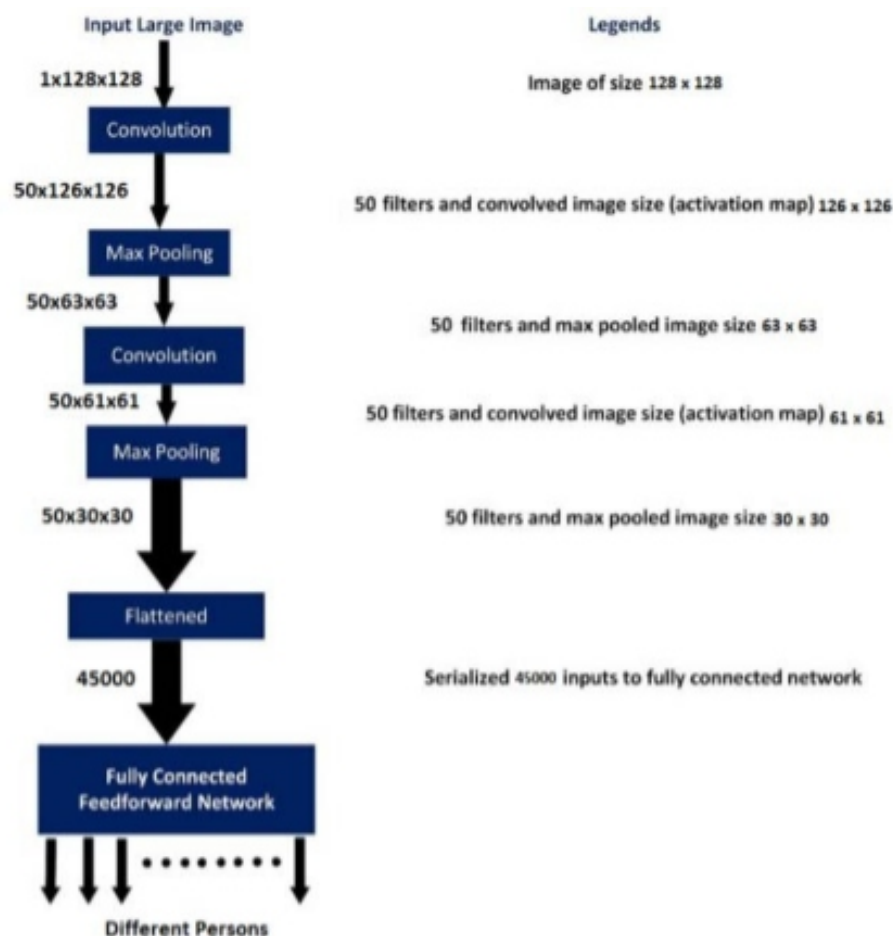 Input Large Image
Legends
1x128x128
Image of size 128 x 128
Convolution
50x126x126
50 filters and convolved image size (activation map) 126 x 126
Max Pooling
50x63x63
50 filters and max pooled image size 63 x 63
Convolution
50x61x61
50 filters and convolved image size (activation map) 61 x 61
Max Pooling
50x30x30
50 filters and max pooled image size 30 x 30
Flattened
45000
Serialized 45000 inputs to fully connected network
Fully Connected
Feedforward Network
Different Persons